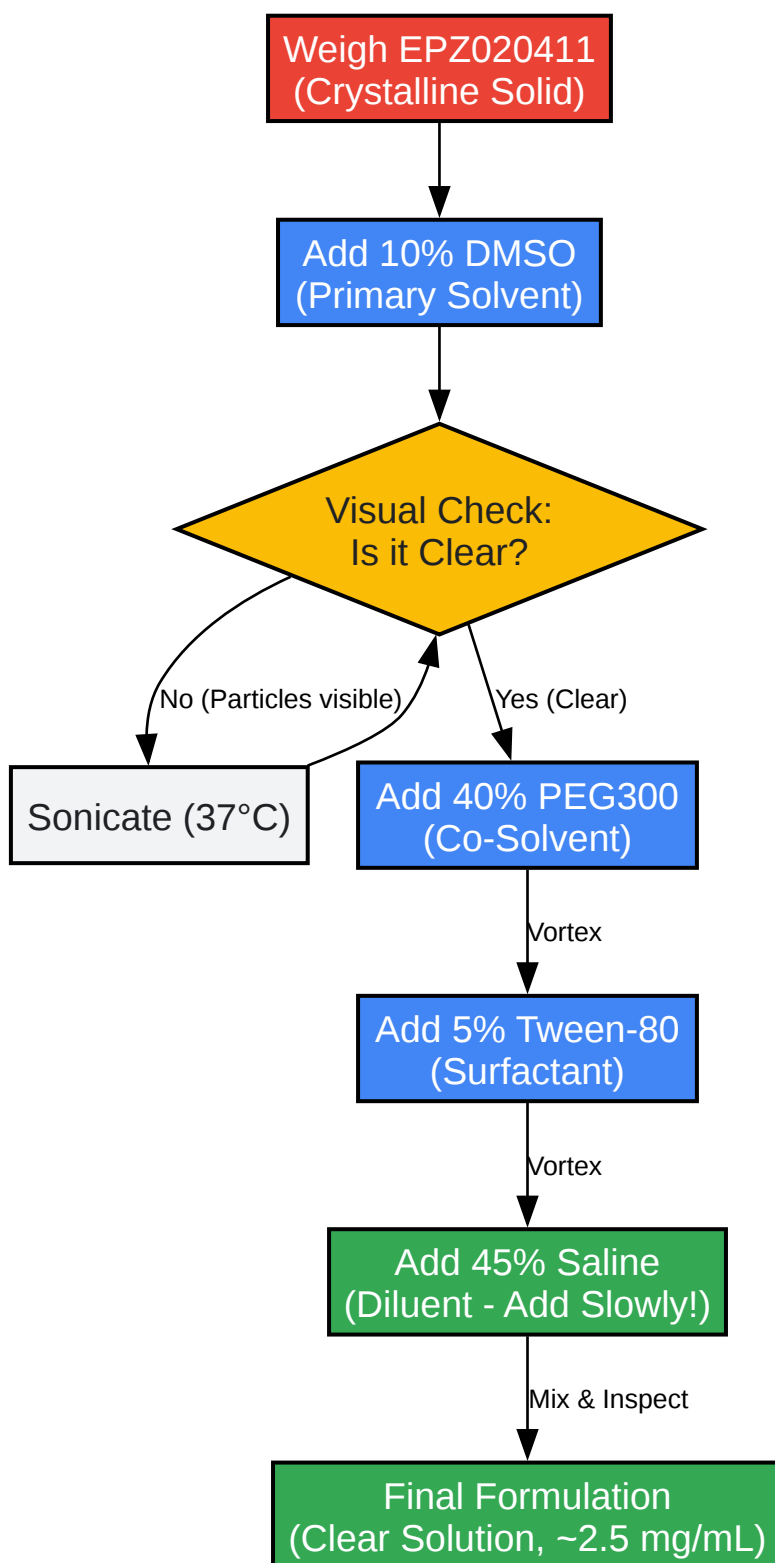 Weigh EPZ020411
(Crystalline Solid)
Add 10% DMSO
(Primary Solvent)
Visual Check:
Is it Clear?
No (Particles visible)
Yes (Clear)
Sonicate (37°C)
Add 40% PEG300
(Co-Solvent)
Vortex
Add 5% Tween-80
(Surfactant)
Vortex
Add 45% Saline
(Diluent - Add Slowly!)
Mix & Inspect
Final Formulation
(Clear Solution, ~2.5 mg/mL)